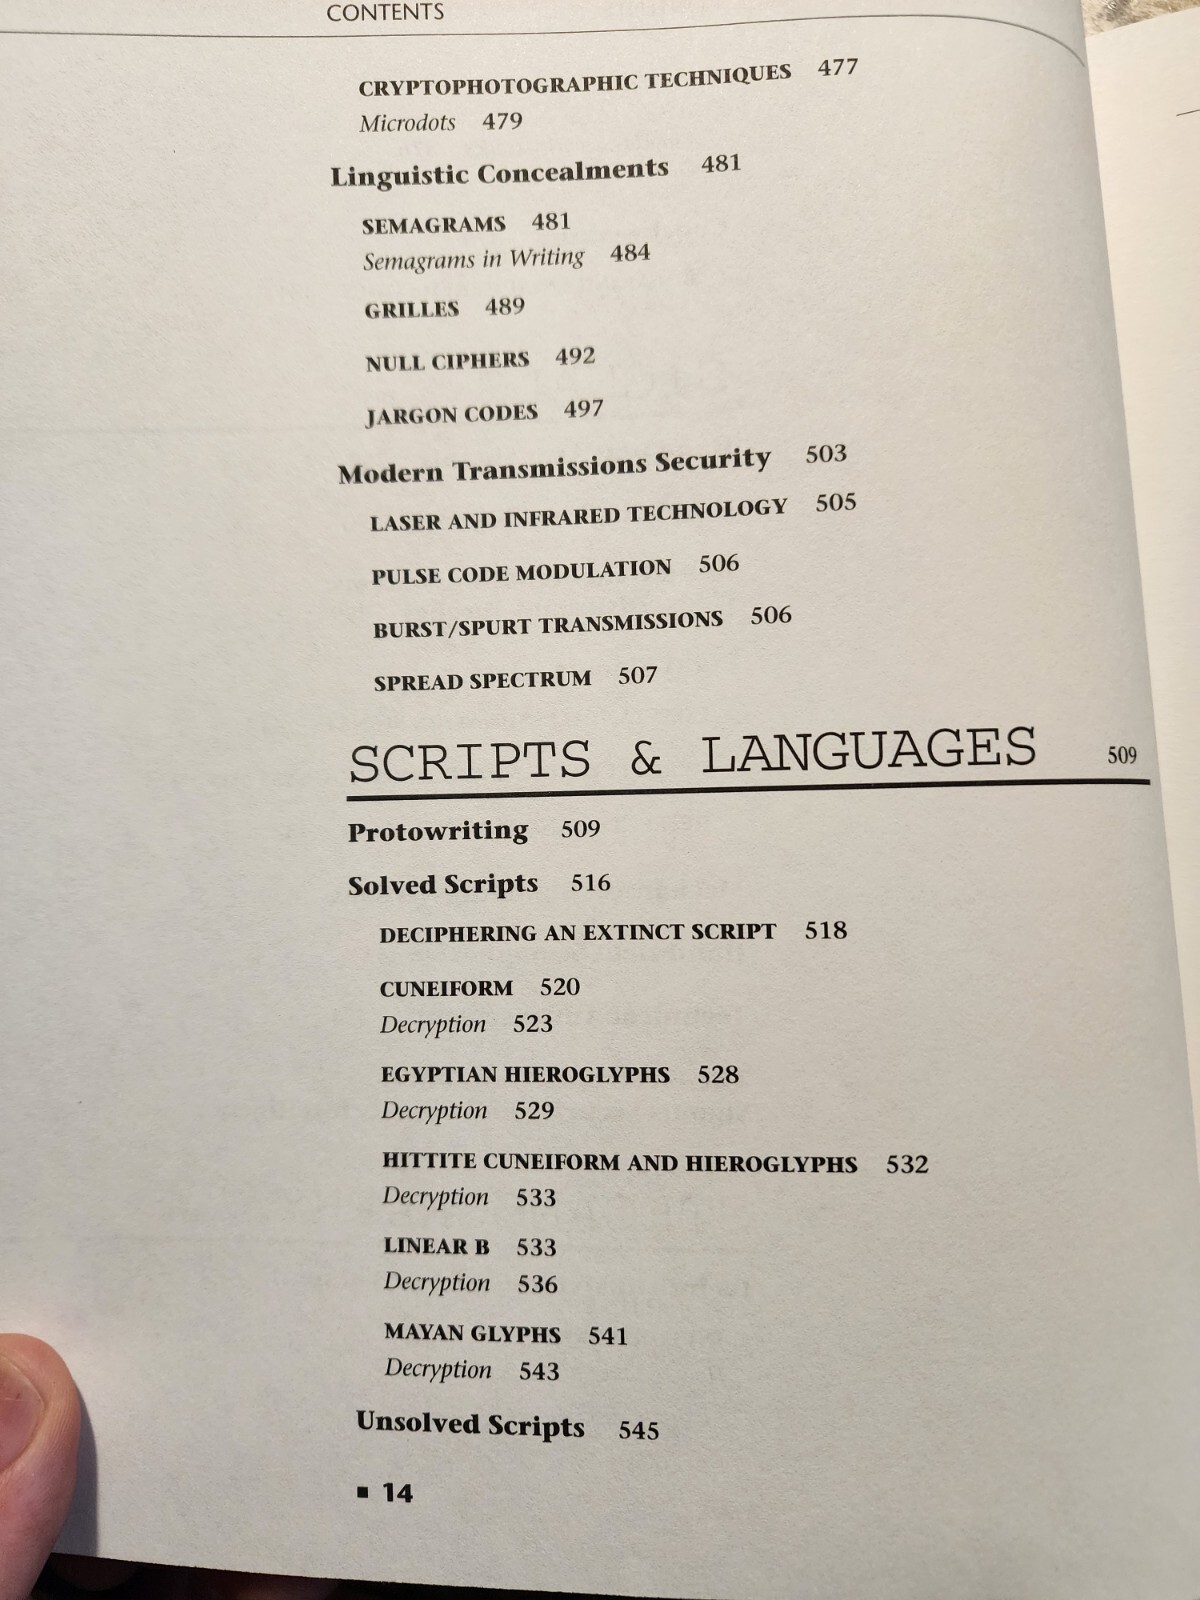 CONTENTS
CRYPTOPHOTOGRAPHIC TECHNIQUES 477
Microdots 479
Linguistic Concealments 481
SEMAGRAMS 481
Semagrams in Writing 484
GRILLES 489
NULL CIPHERS 492
JARGON CODES 497
Modern Transmissions Security 503
LASER AND INFRARED TECHNOLOGY 505
PULSE CODE MODULATION 506
BURST/SPURT TRANSMISSIONS 506
SPREAD SPECTRUM 507
SCRIPTS & LANGUAGES 509
Protowriting 509
Solved Scripts 516
DECIPHERING AN EXTINCT SCRIPT 518
CUNEIFORM 520
Decryption 523
EGYPTIAN HIEROGLYPHS 528
Decryption 529
HITTITE CUNEIFORM AND HIEROGLYPHS 532
Decryption 533
LINEAR B 533
Decryption 536
MAYAN GLYPHS 541
Decryption 543
Unsolved Scripts 545
▪ 14